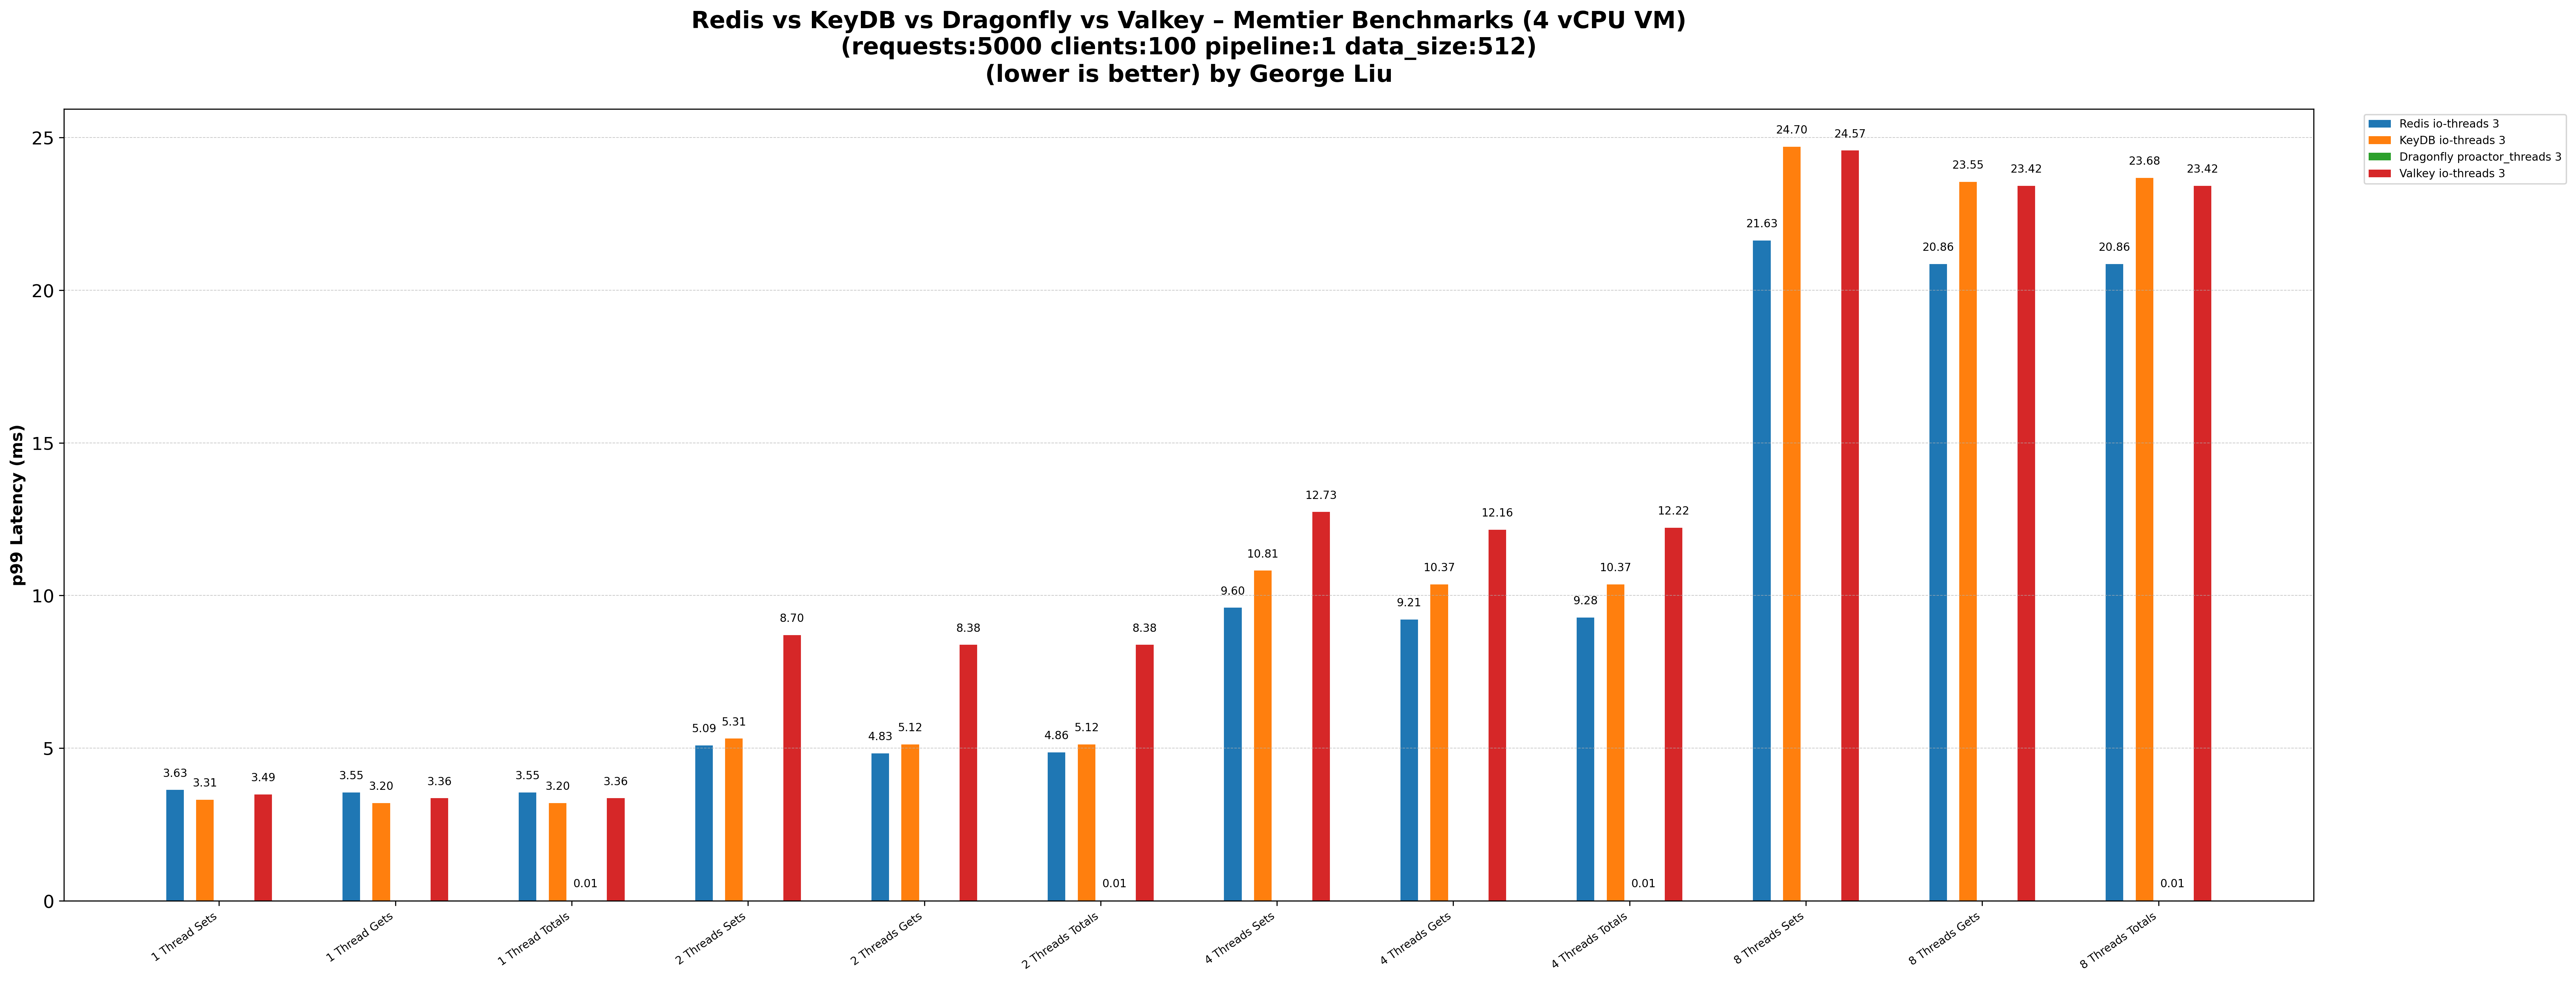 Redis vs KeyDB vs Dragonfly vs Valkey – Memtier Benchmarks (4 vCPU VM)
(requests:5000 clients:100 pipeline:1 data_size:512)
(lower is better) by George Liu
p99 Latency (ms)
25
20
15
10
5
0
3.63
3.31
3.49
3.55
3.20
3.36
3.55
3.20
0.01
3.36
5.09
5.31
8.70
4.83
5.12
8.38
4.86
5.12
0.01
8.38
9.60
10.81
12.73
9.21
10.37
12.16
9.28
10.37
0.01
12.22
21.63
24.70
24.57
20.86
23.55
23.42
20.86
23.68
0.01
23.42
1 Thread Sets
1 Thread Gets
1 Thread Totals
2 Threads Sets
2 Threads Gets
2 Threads Totals
4 Threads Sets
4 Threads Gets
4 Threads Totals
8 Threads Sets
8 Threads Gets
8 Threads Totals
Redis io-threads 3
KeyDB io-threads 3
Dragonfly proactor_threads 3
Valkey io-threads 3